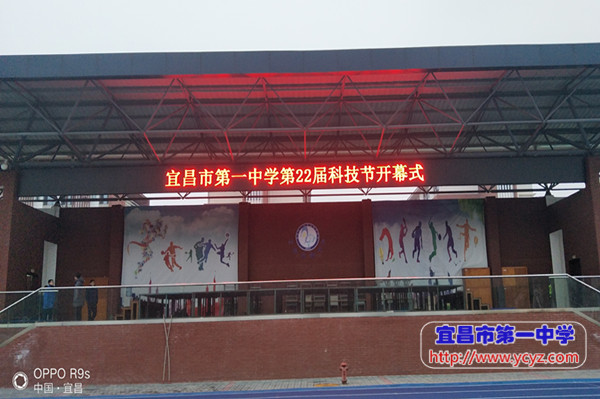 宜昌市第一中学第22届科技节开幕式
宜昌市第一中学
http://www.ycyz.com
OPPO R9s
中国·宜昌